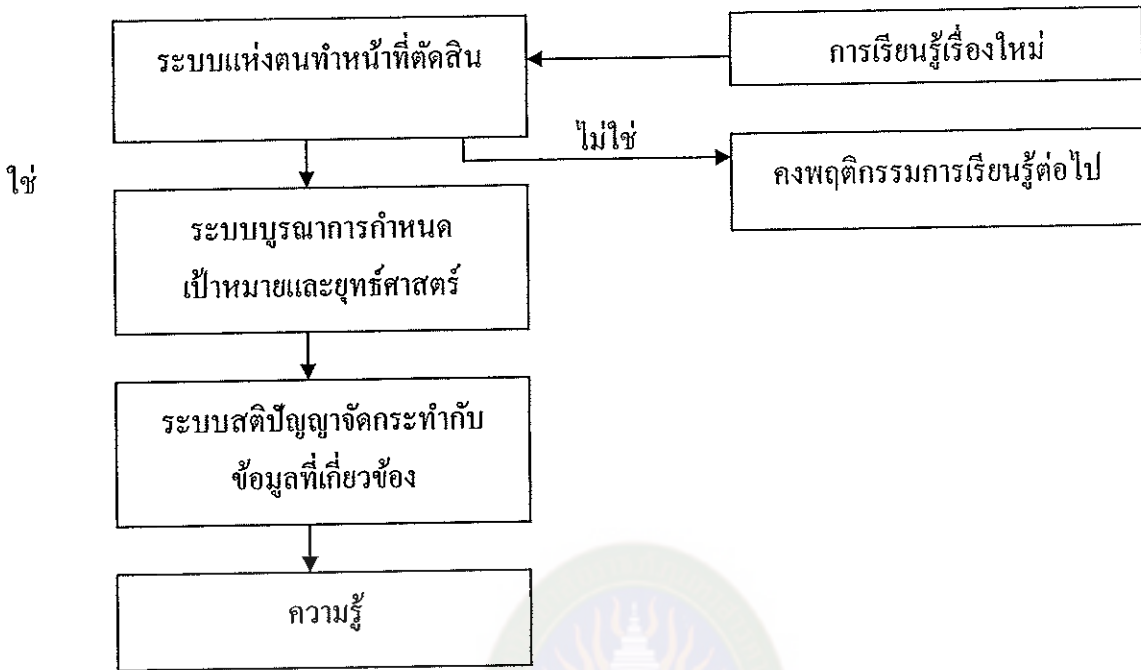 ระบบแห่งตนทำหน้าที่ตัดสิน
การเรียนรู้เรื่องใหม่
ไม่ใช่
ใช่
คงพฤติกรรมการเรียนรู้ต่อไป
ระบบบูรณาการกำหนด
เป้าหมายและยุทธ์ศาสตร์
ระบบสติปัญญาจัดกระทำกับ
ข้อมูลที่เกี่ยวข้อง
ความรู้